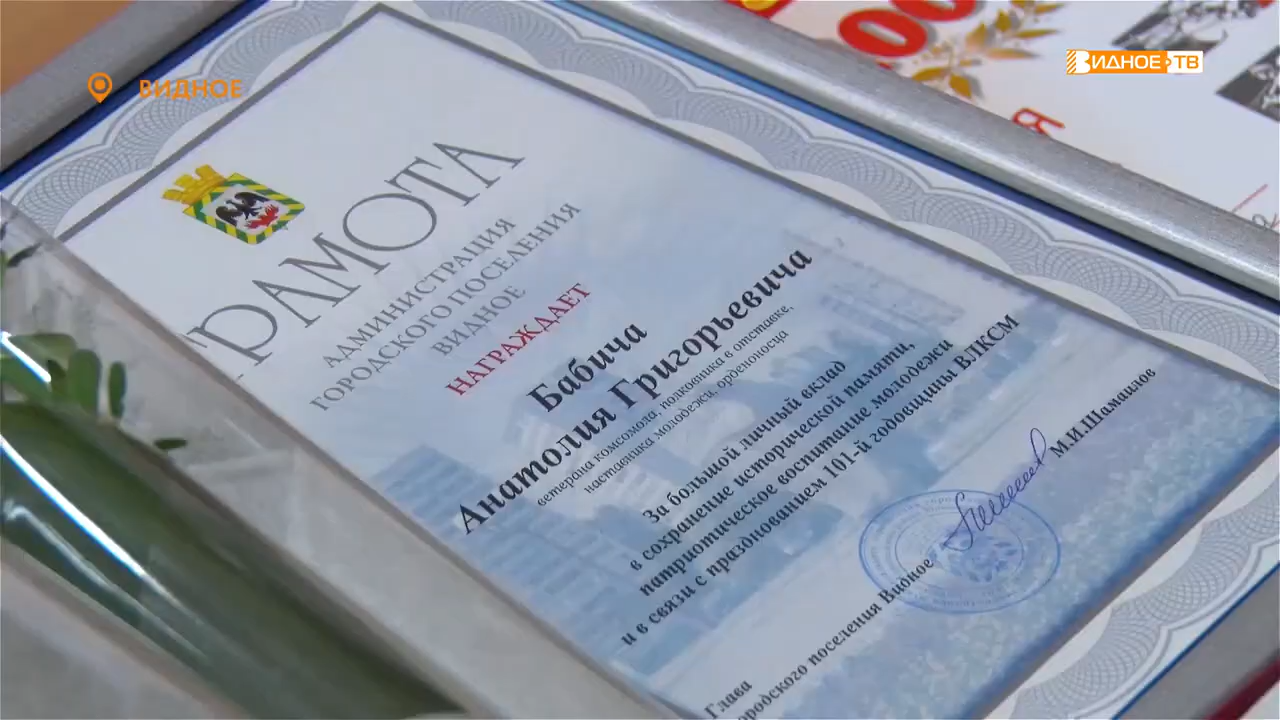 ВИДНОЕ
ВИДНОЕ ТВ
ГРАМОТА
АДМИНИСТРАЦИЯ
ГОРОДСКОГО ПОСЕЛЕНИЯ
ВИДНОЕ
НАГРАЖДАЕТ
Бабича
Анатолия Григорьевича
ветерана комсомола, полковника в отставке,
наставника молодежи, орденоносца
За большой личный вклад
в сохранение исторической памяти,
патриотическое воспитание молодежи
и в связи с празднованием 101-й годовщины ВЛКСМ
Глава
городского поселения Видное
М.И.Шамаилов